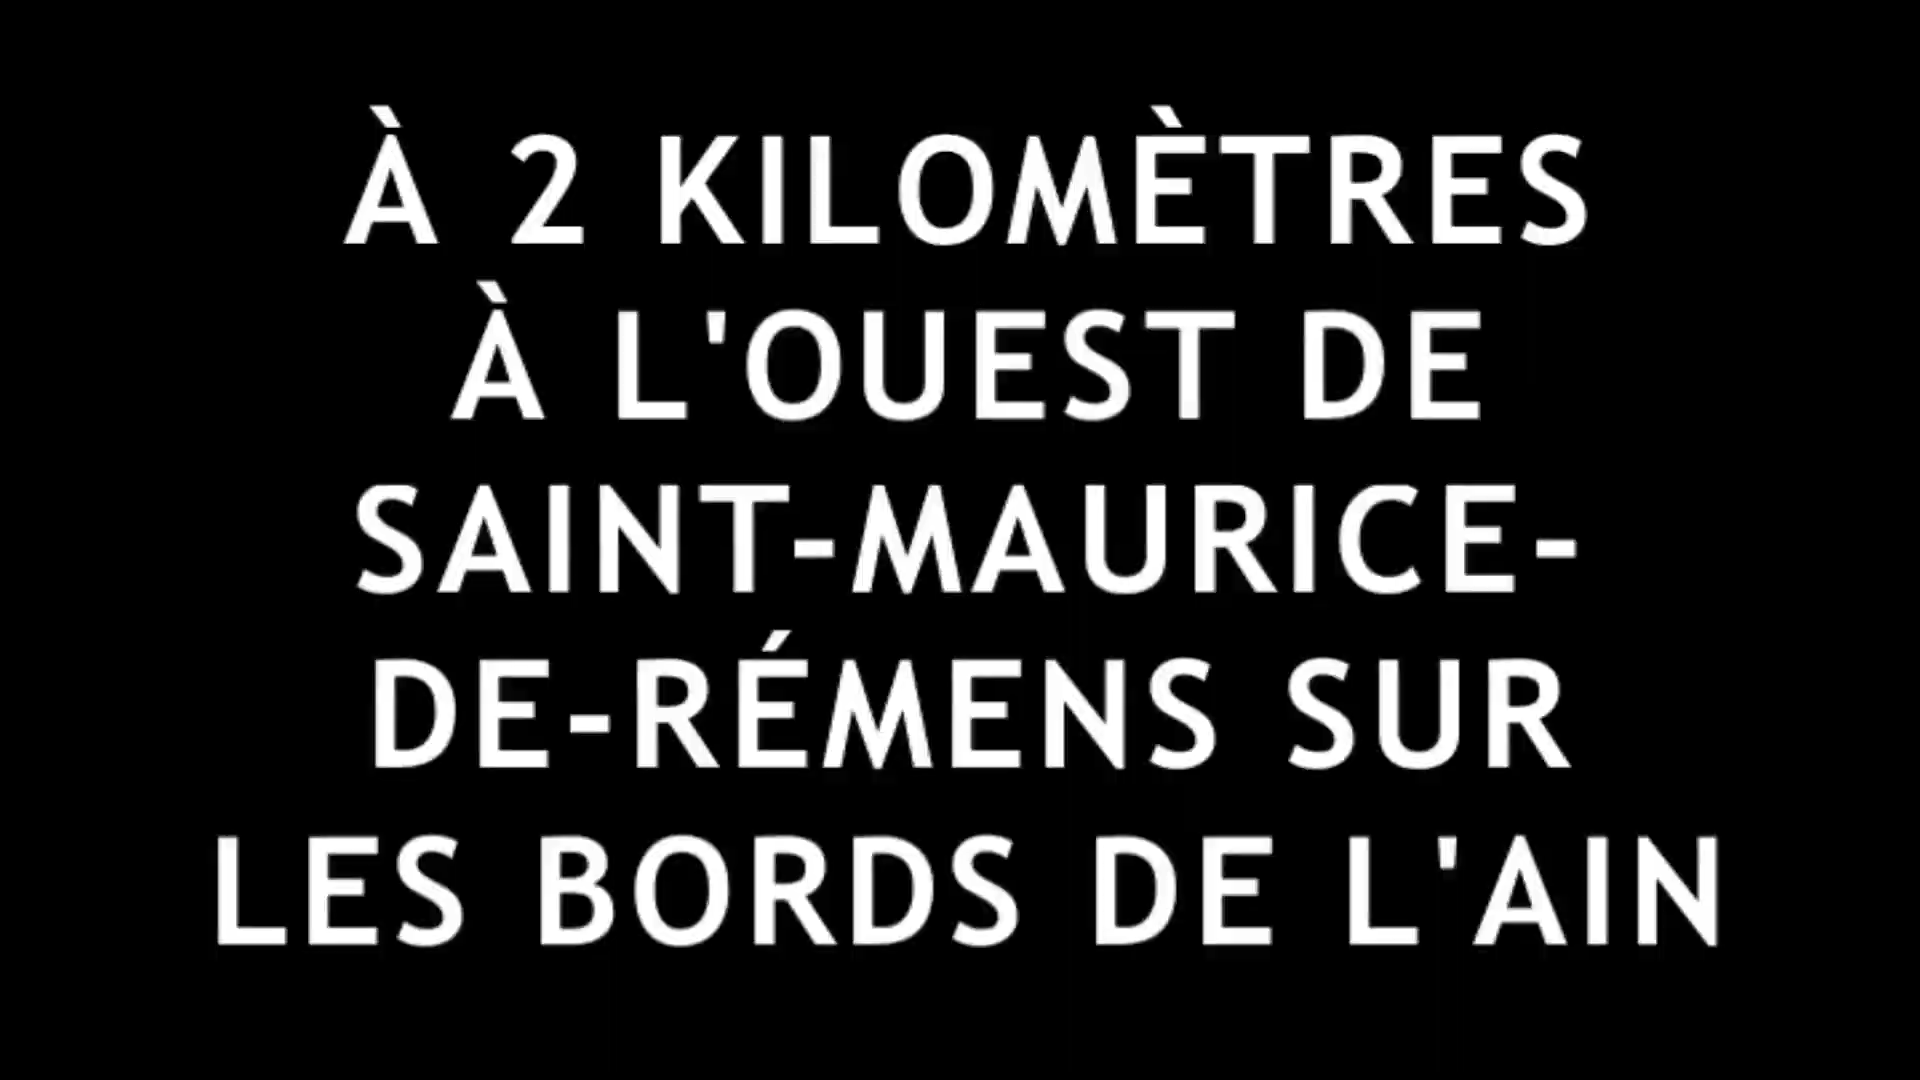 À 2 KILOMÈTRES
À L'OUEST DE
SAINT-MAURICE-
DE-RÉMENS SUR
LES BORDS DE L'AIN